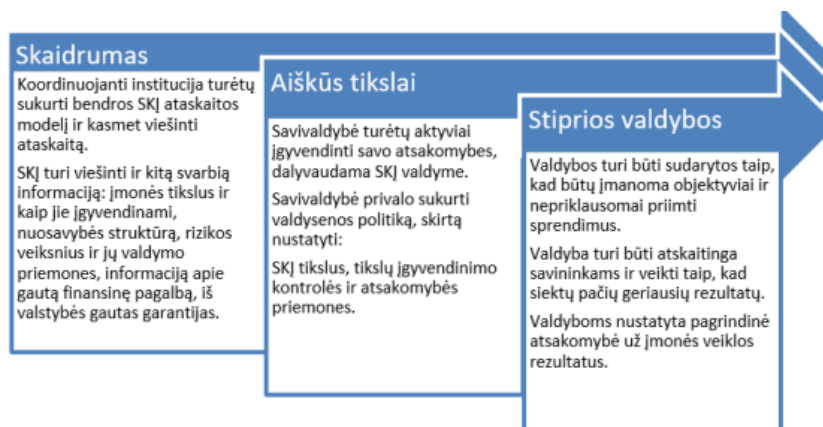 Skaidrumas
Koordinuojanti institucija turėtų
sukurti bendros SKĮ ataskaitos
modelį ir kasmet viešinti
ataskaitą.
SKĮ turi viešinti ir kitą svarbią
informaciją: įmonės tikslus ir
kaip jie įgyvendinami,
nuosavybės struktūrą, rizikos
veiksnius ir jų valdymo
priemones, informaciją apie
gautą finansinę pagalbą, iš
valstybės gautas garantijas.
Aiškūs tikslai
Savivaldybė turėtų aktyviai
įgyvendinti savo atsakomybes,
dalyvaudama SKĮ valdyme.
Savivaldybė privalo sukurti
valdysenos politiką, skirtą
nustatyti:
SKĮ tikslus, tikslų įgyvendinimo
kontrolės ir atsakomybės
priemones.
Stiprios valdybos
Valdybos turi būti sudarytos taip,
kad būtų įmanoma objektyviai ir
nepriklausomai priimti
sprendimus.
Valdyba turi būti atskaitinga
savininkams ir veikti taip, kad
siektų pačių geriausių rezultatų.
Valdyboms nustatyta pagrindinė
atsakomybė už įmonės veiklos
rezultatus.